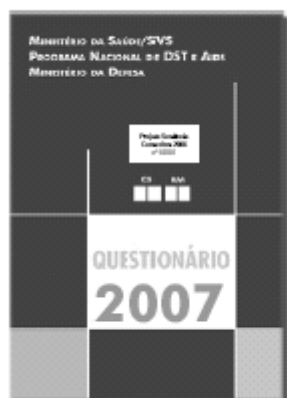 MINISTÉRIO DA SAÚDE/SVS
PROGRAMA NACIONAL DE DST E AIDS
MINISTÉRIO DA DEFESA
QUESTIONÁRIO
2007